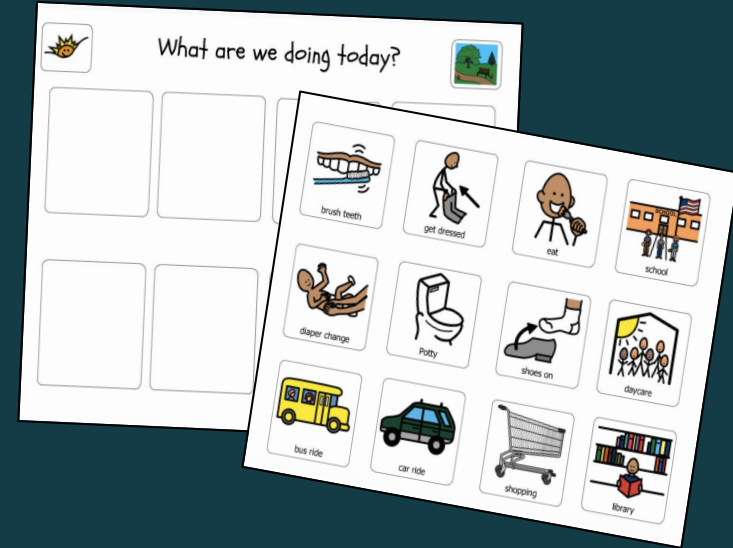 What are we doing today?
brush teeth
get dressed
eat
school
diaper change
Potty
shoes on
daycare
bus ride
car ride
shopping
library
SCHOOL